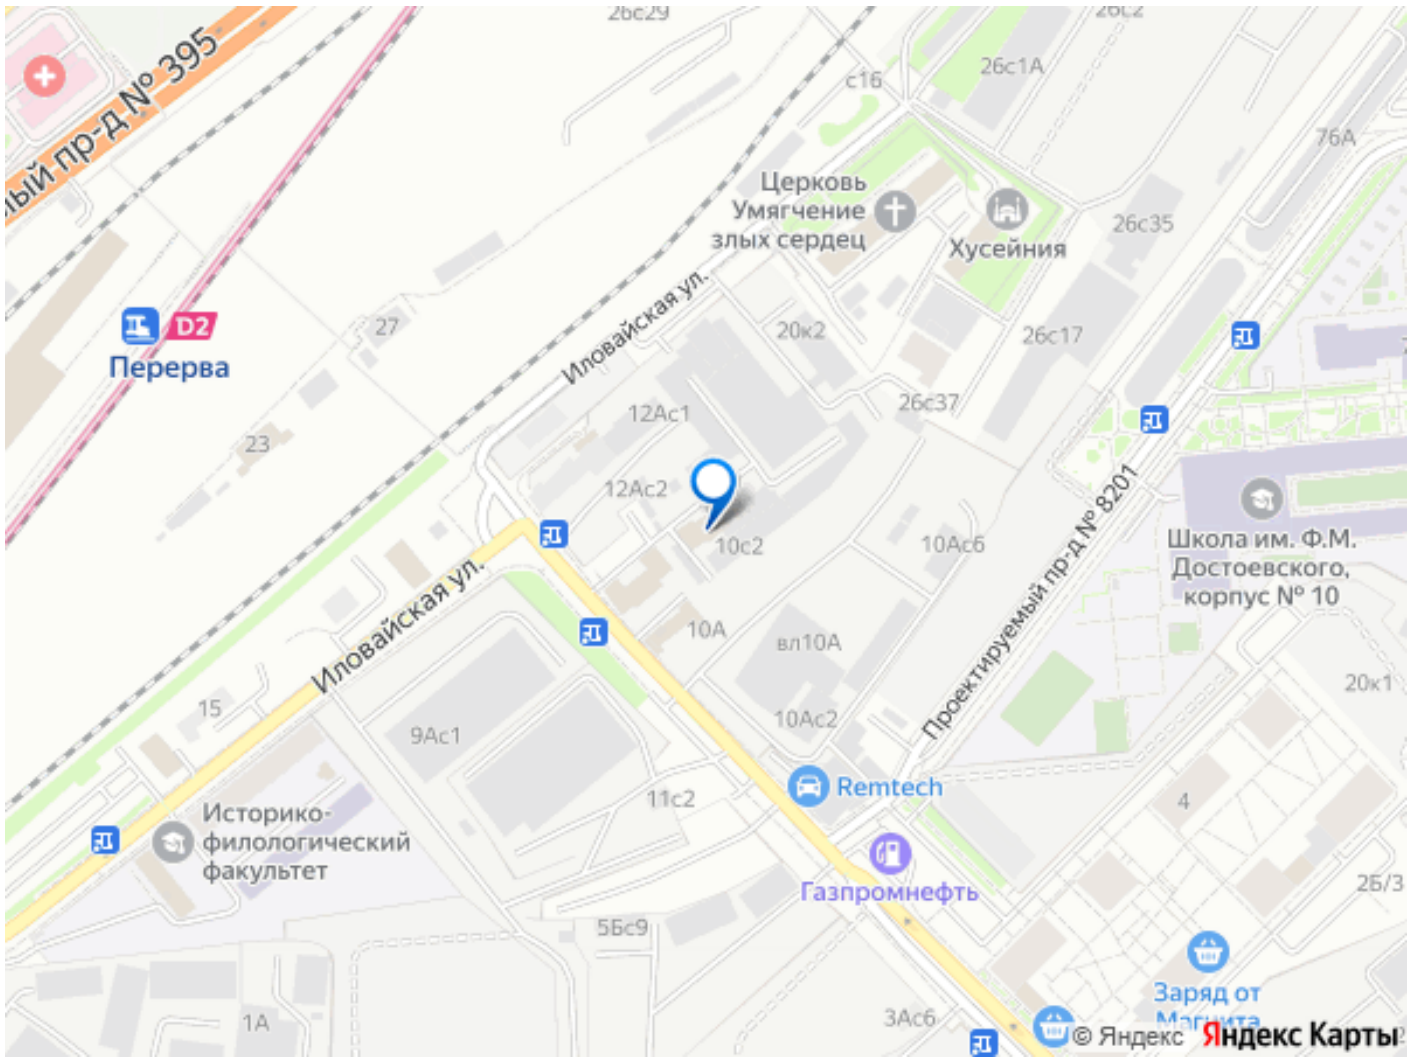 26с29
26с2
ый пр-д № 395
26с1А
с16
76А
Церковь
Умягчение
злых сердец
Хусейния
26с35
Иловайская ул.
27
D2
Перерва
20к2
26с17
26с37
12Ас1
23
12Ас2
10с2
10Ас6
Проектируемый пр-д № 8201
Школа им. Ф.М.
Достоевского,
корпус № 10
Иловайская ул.
10А
вл10А
20к1
15
9Ас1
10Ас2
Remtech
11с2
4
Историко-
филологический
факультет
Газпромнефть
2Б/3
5Бс9
Заряд от
Магнита
1А
3Ас6
© Яндекс Яндекс Карты